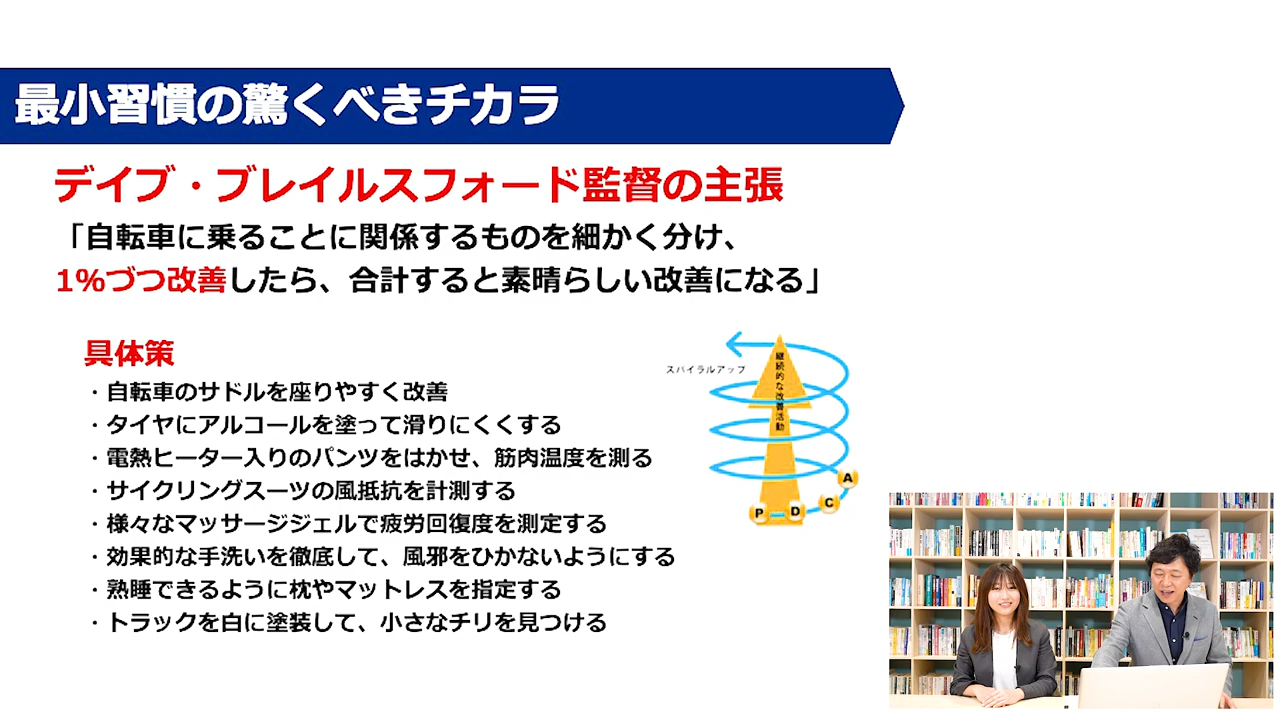 最小習慣の驚くべきチカラ
デイブ・ブレイルスフォード監督の主張
「自転車に乗ることに関係するものを細かく分け、
1%づつ改善したら、合計すると素晴らしい改善になる」
具体策
・自転車のサドルを座りやすく改善
・タイヤにアルコールを塗って滑りにくくする
・電熱ヒーター入りのパンツをはかせ、筋肉温度を測る
・サイクリングスーツの風抵抗を計測する
・様々なマッサージジェルで疲労回復度を測定する
・効果的な手洗いを徹底して、風邪をひかないようにする
・熟睡できるように枕やマットレスを指定する
・トラックを白に塗装して、小さなチリを見つける
スパイラルアップ
継続的な改善活動
P D C A